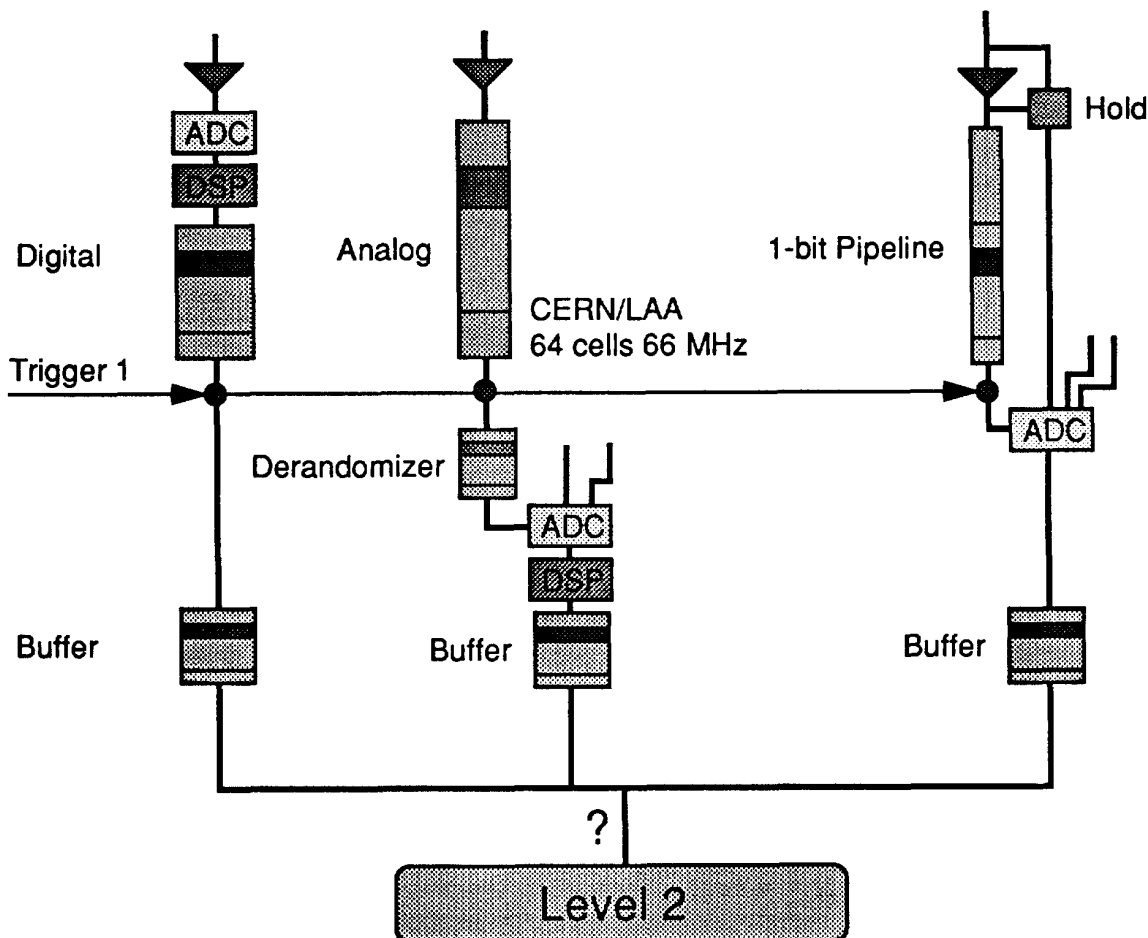 ADC
Hold
DSP
Digital
Analog
1-bit Pipeline
CERN/LAA
64 cells 66 MHz
Trigger 1
ADC
Derandomizer
ADC
DSP
Buffer
Buffer
Buffer
?
Level 2